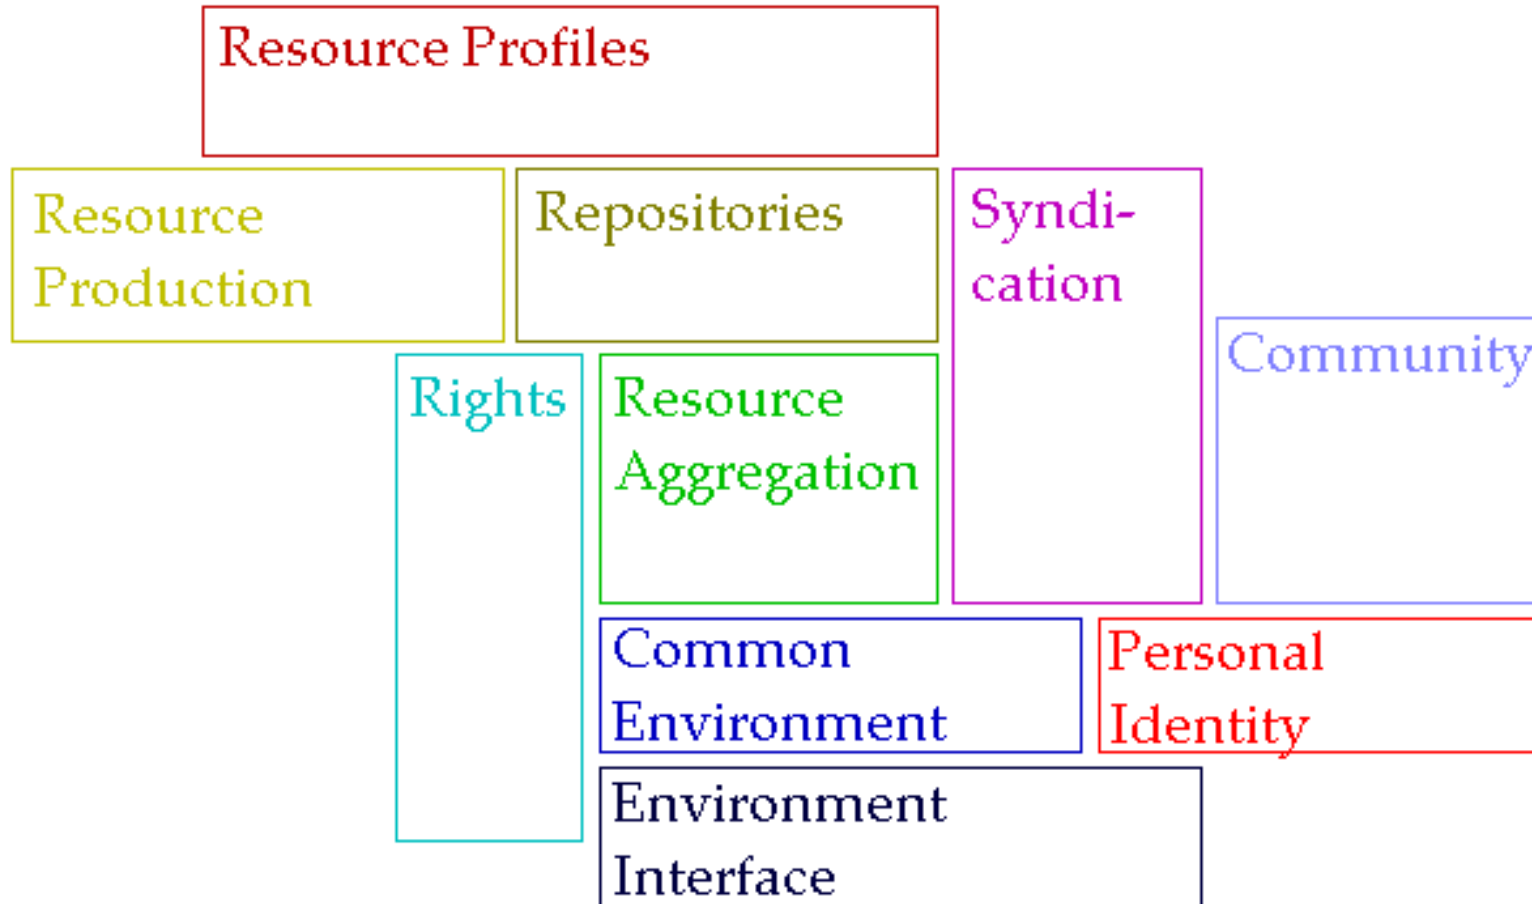 Resource Profiles
Resource
Production
Repositories
Syndi-
cation
Community
Rights
Resource
Aggregation
Common
Environment
Personal
Identity
Environment
Interface